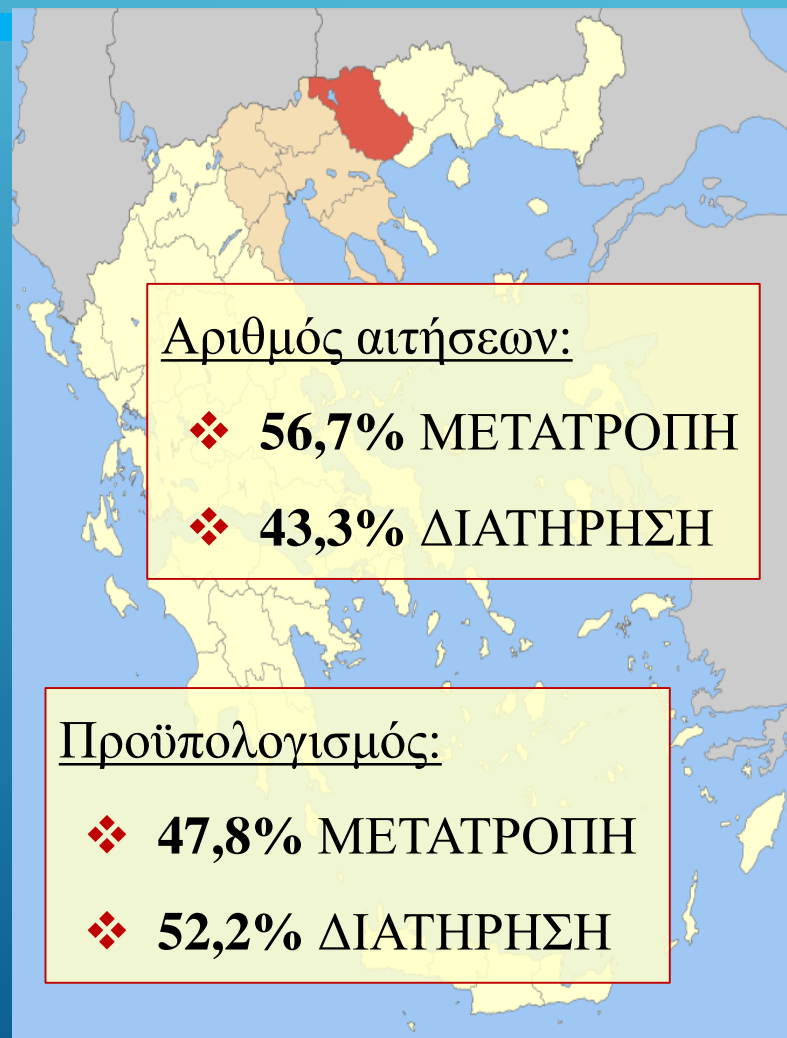 Αριθμός αιτήσεων:
❖ 56,7% ΜΕΤΑΤΡΟΠΗ
❖ 43,3% ΔΙΑΤΗΡΗΣΗ
Προϋπολογισμός:
❖ 47,8% ΜΕΤΑΤΡΟΠΗ
❖ 52,2% ΔΙΑΤΗΡΗΣΗ